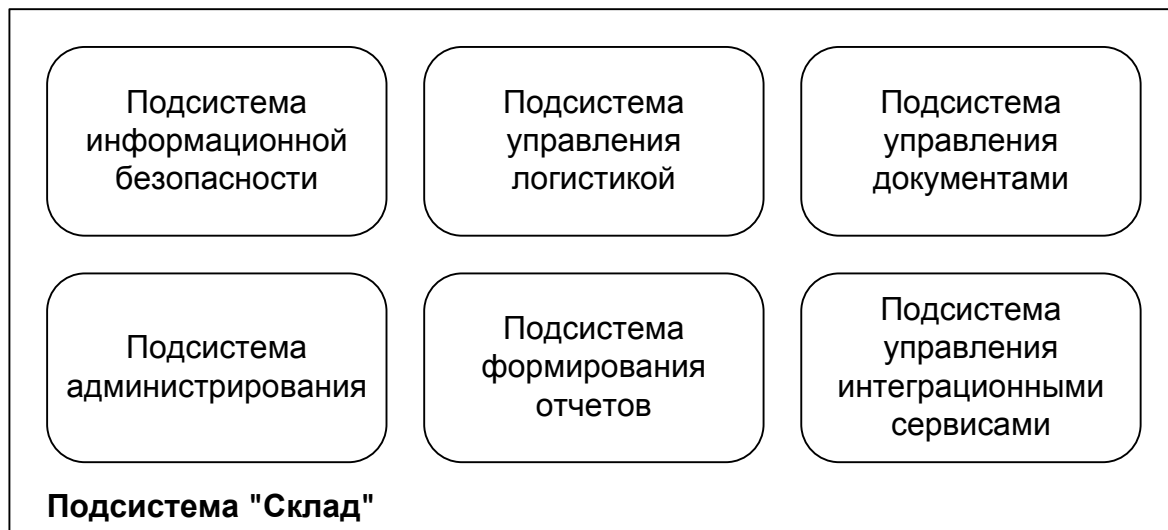 Подсистема
информационной
безопасности
Подсистема
управления
логистикой
Подсистема
управления
документами
Подсистема
администрирования
Подсистема
формирования
отчетов
Подсистема
управления
интеграционными
сервисами
Подсистема "Склад"